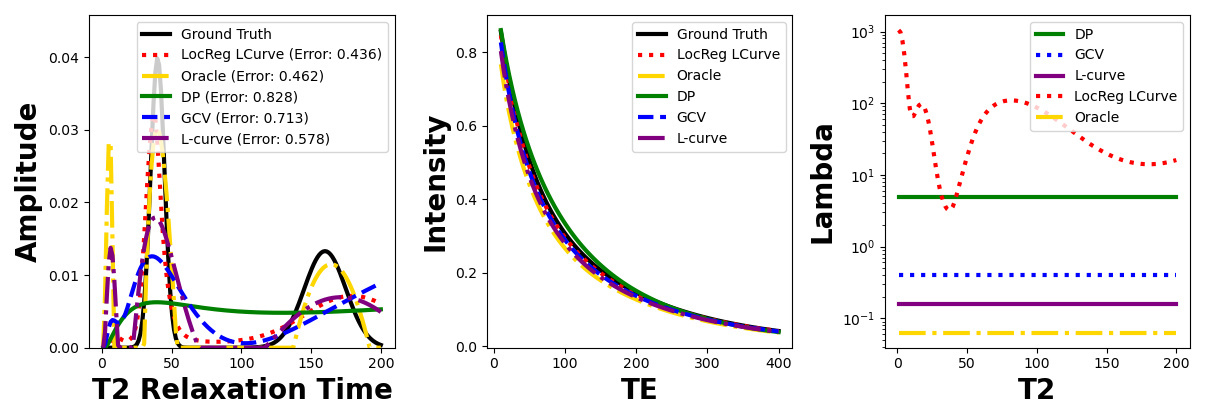 Amplitude
0.04
0.03
0.02
0.01
0.00
Ground Truth
LocReg LCurve (Error: 0.436)
Oracle (Error: 0.462)
DP (Error: 0.828)
GCV (Error: 0.713)
L-curve (Error: 0.578)
0 50 100 150 200
T2 Relaxation Time
Intensity
0.8
0.6
0.4
0.2
0.0
Ground Truth
LocReg LCurve
Oracle
DP
GCV
L-curve
0 100 200 300 400
TE
Lambda
10³
10²
10¹
10⁰
10⁻¹
DP
GCV
L-curve
LocReg LCurve
Oracle
0 50 100 150 200
T2